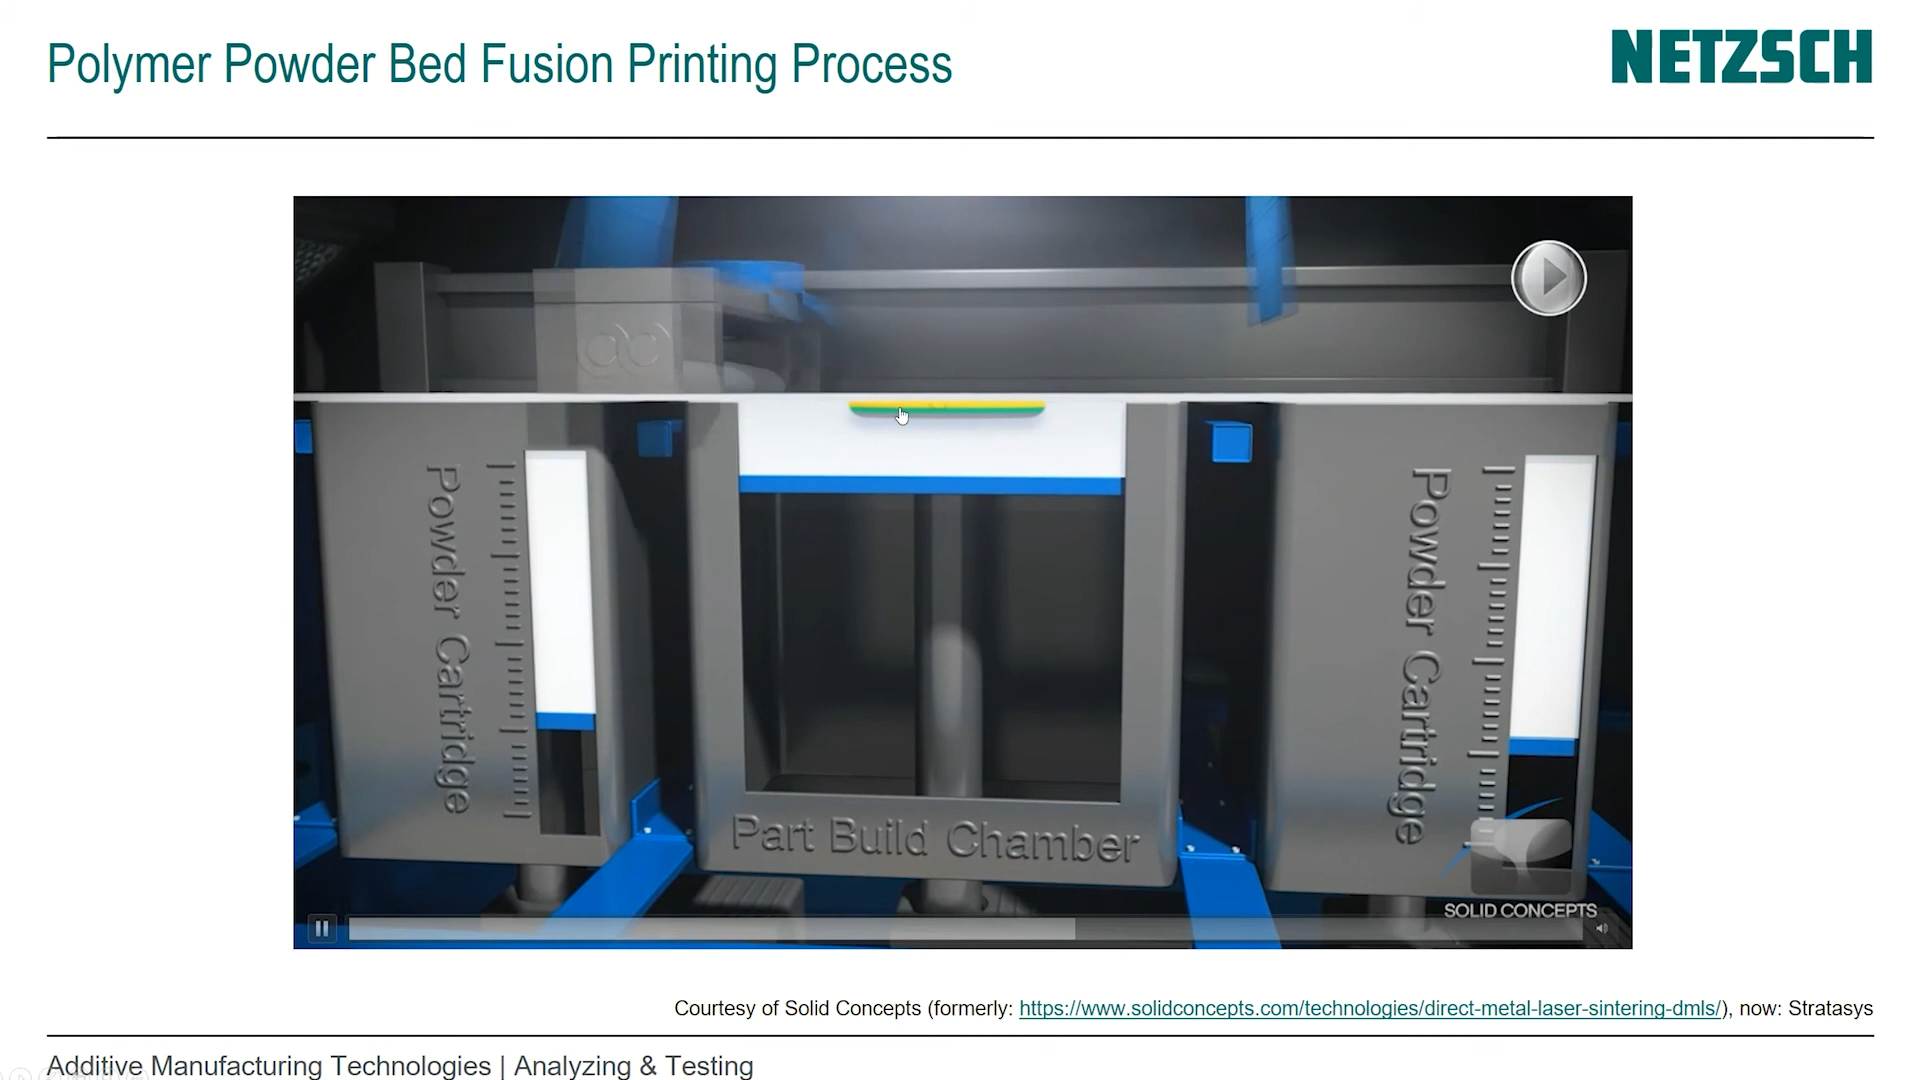 Polymer Powder Bed Fusion Printing Process
NETZSCH
Powder Cartridge
Part Build Chamber
Powder Cartridge
SOLID CONCEPTS
Courtesy of Solid Concepts (formerly: https://www.solidconcepts.com/technologies/direct-metal-laser-sintering-dmls/), now: Stratasys
Additive Manufacturing Technologies | Analyzing & Testing